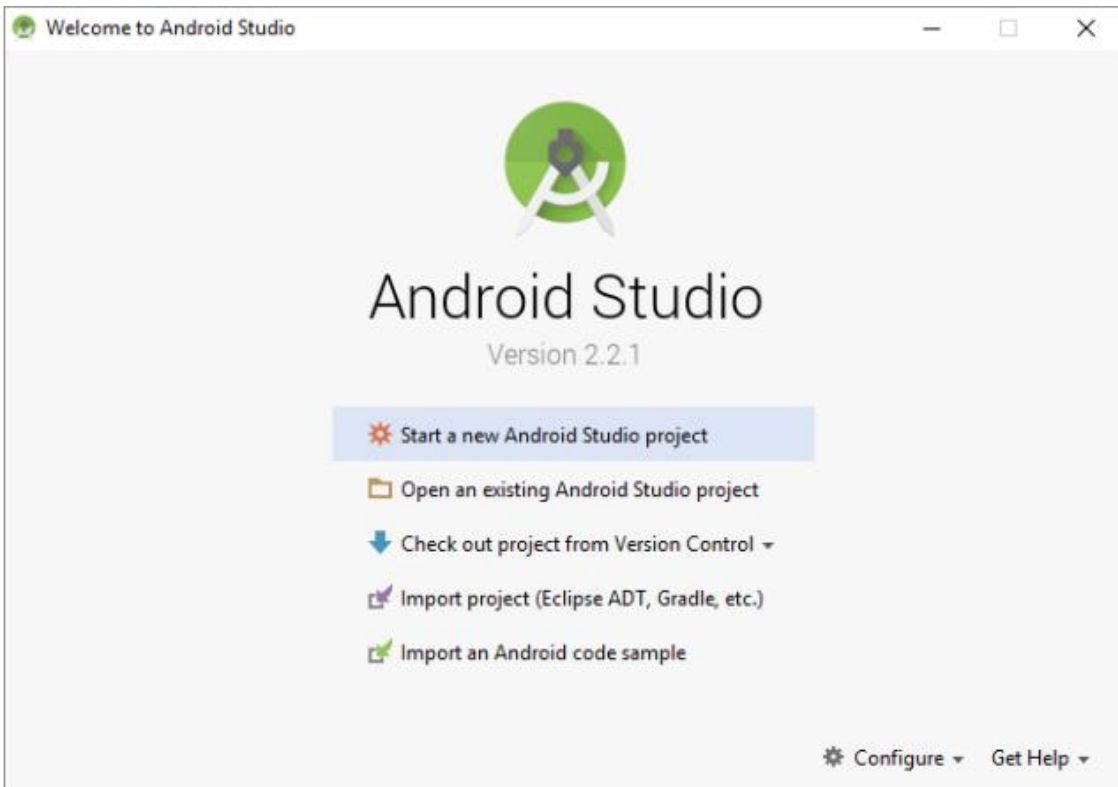 Welcome to Android Studio
Android Studio
Version 2.2.1
Start a new Android Studio project
Open an existing Android Studio project
Check out project from Version Control
Import project (Eclipse ADT, Gradle, etc.)
Import an Android code sample
Configure Get Help